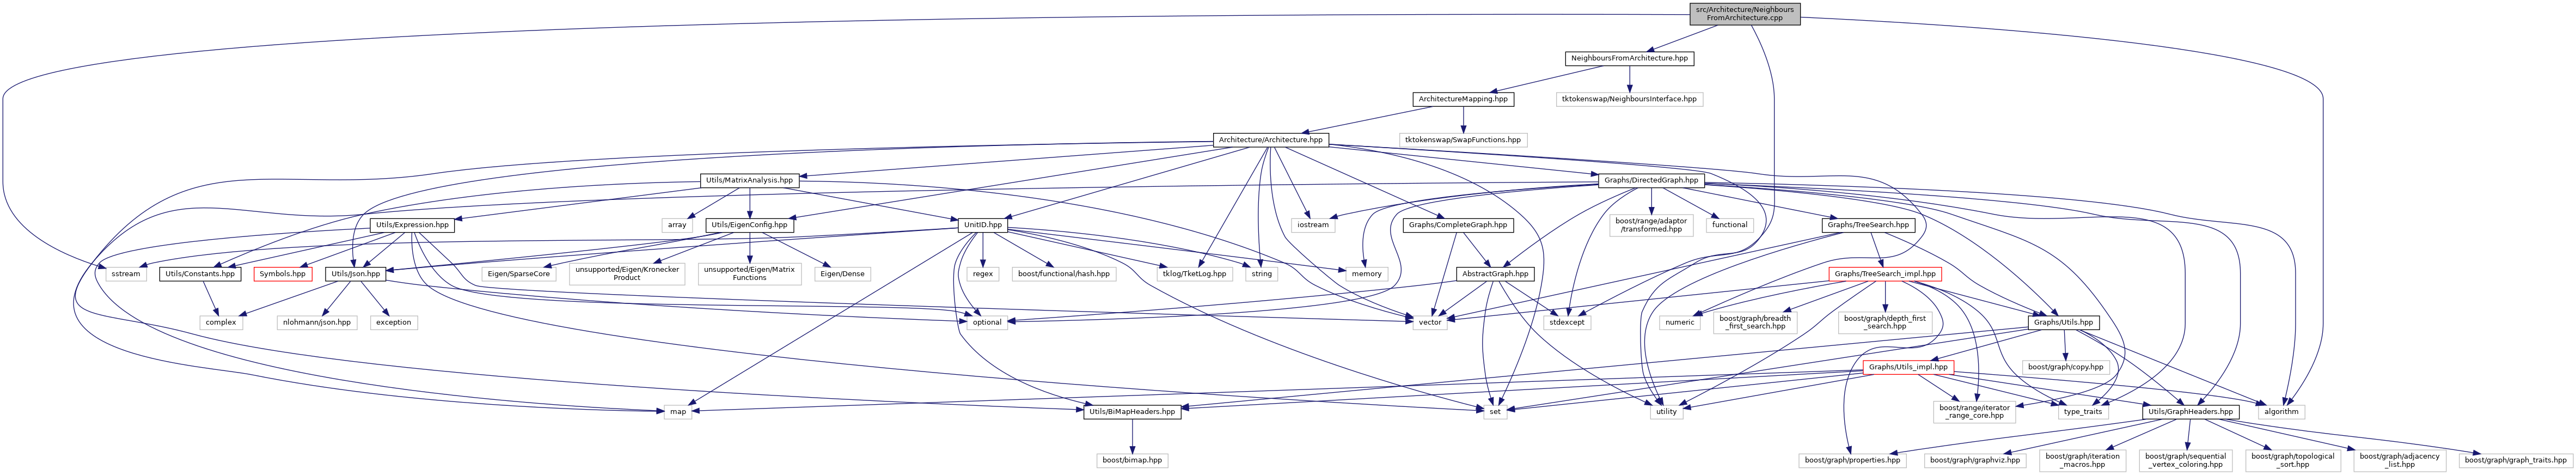 src/Architecture/Neighbours
FromArchitecture.cpp
NeighboursFromArchitecture.hpp
ArchitectureMapping.hpp
tktokenswap/NeighboursInterface.hpp
Architecture/Architecture.hpp
tktokenswap/SwapFunctions.hpp
Utils/MatrixAnalysis.hpp
Graphs/DirectedGraph.hpp
Utils/Expression.hpp
array
Utils/EigenConfig.hpp
UnitID.hpp
iostream
Graphs/CompleteGraph.hpp
boost/range/adaptor
/transformed.hpp
functional
Graphs/TreeSearch.hpp
sstream
Utils/Constants.hpp
Symbols.hpp
Utils/Json.hpp
Eigen/SparseCore
unsupported/Eigen/Kronecker
Product
unsupported/Eigen/Matrix
Functions
Eigen/Dense
regex
boost/functional/hash.hpp
tklog/TketLog.hpp
string
memory
AbstractGraph.hpp
Graphs/TreeSearch_impl.hpp
complex
nlohmann/json.hpp
exception
optional
vector
stdexcept
numeric
boost/graph/breadth
_first_search.hpp
boost/graph/depth_first
_search.hpp
Graphs/Utils.hpp
Graphs/Utils_impl.hpp
boost/graph/copy.hpp
map
Utils/BiMapHeaders.hpp
set
utility
boost/range/iterator
_range_core.hpp
type_traits
Utils/GraphHeaders.hpp
algorithm
boost/bimap.hpp
boost/graph/properties.hpp
boost/graph/graphviz.hpp
boost/graph/iteration
_macros.hpp
boost/graph/sequential
_vertex_coloring.hpp
boost/graph/topological
_sort.hpp
boost/graph/adjacency
_list.hpp
boost/graph/graph_traits.hpp